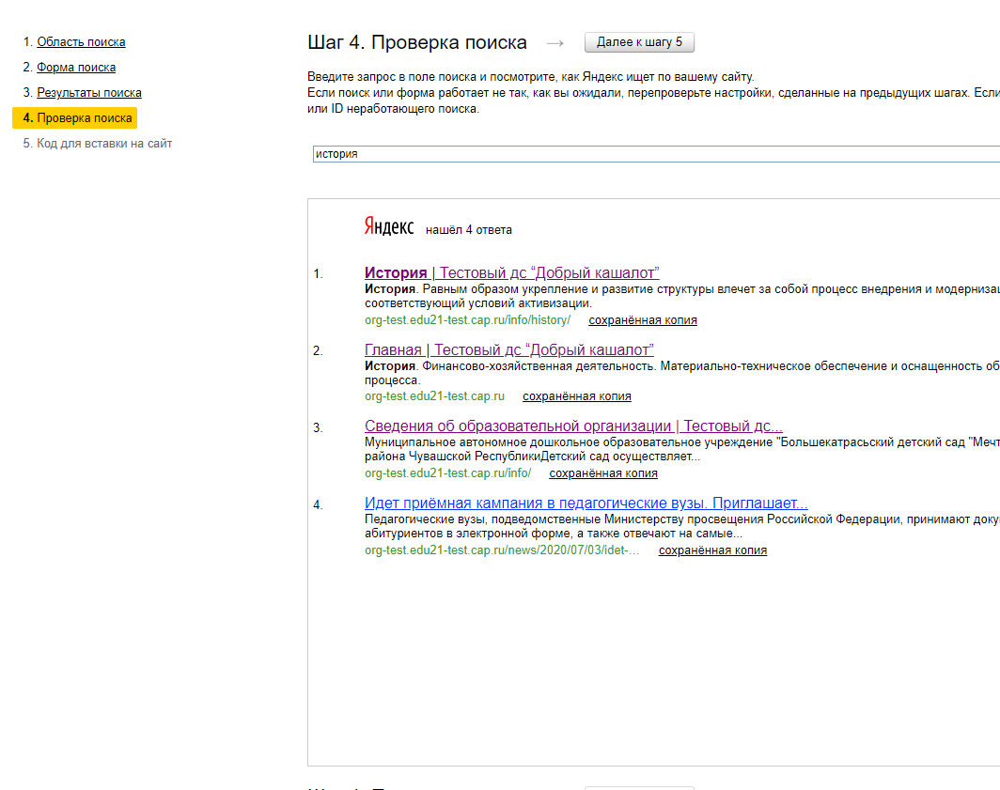 1. Область поиска
2. Форма поиска
3. Результаты поиска
4. Проверка поиска
5. Код для вставки на сайт
Шаг 4. Проверка поиска → Далее к шагу 5
Введите запрос в поле поиска и посмотрите, как Яндекс ищет по вашему сайту.
Если поиск или форма работает не так, как вы ожидали, перепроверьте настройки, сделанные на предыдущих шагах. Если
или ID неработающего поиска.
история
Яндекс нашёл 4 ответа
1. История | Тестовый дс “Добрый кашалот”
История. Равным образом укрепление и развитие структуры влечет за собой процесс внедрения и модернизац
соответствующий условий активизации.
org-test.edu21-test.cap.ru/info/history/ сохранённая копия
2. Главная | Тестовый дс “Добрый кашалот”
История. Финансово-хозяйственная деятельность. Материально-техническое обеспечение и оснащенность об
процесса.
org-test.edu21-test.cap.ru сохранённая копия
3. Сведения об образовательной организации | Тестовый дс...
Муниципальное автономное дошкольное образовательное учреждение "Большекатрасьский детский сад "Мечт
района Чувашской РеспубликиДетский сад осуществляет...
org-test.edu21-test.cap.ru/info/ сохранённая копия
4. Идет приёмная кампания в педагогические вузы. Приглашает...
Педагогические вузы, подведомственные Министерству просвещения Российской Федерации, принимают доку
абитуриентов в электронной форме, а также отвечают на самые...
org-test.edu21-test.cap.ru/news/2020/07/03/idet-... сохранённая копия